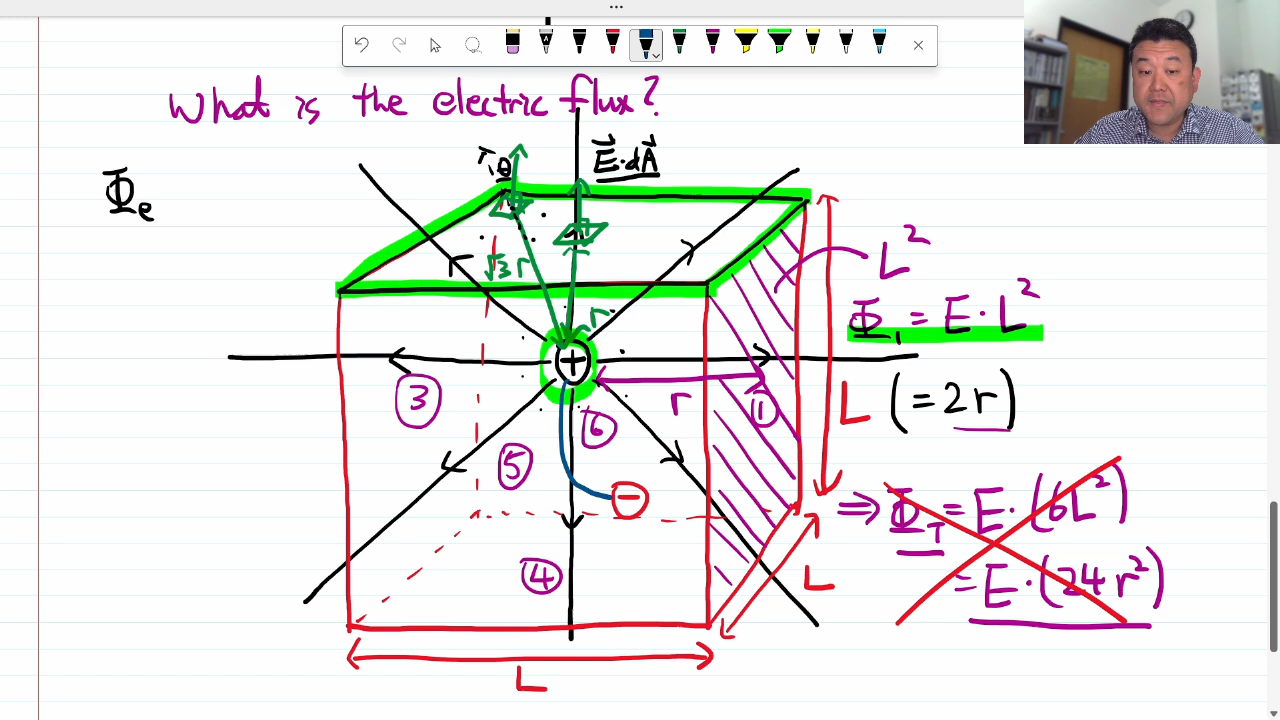 What is the electric flux?
Φe
θ
E⃗·dA⃗
√3 r
r
L²
Φ₁ = E·L²
+
③
⑥
r
①
L (=2r)
⑤
−
⇒ Φ_T = E·(6L²)
④
= E·(24r²)
L
L